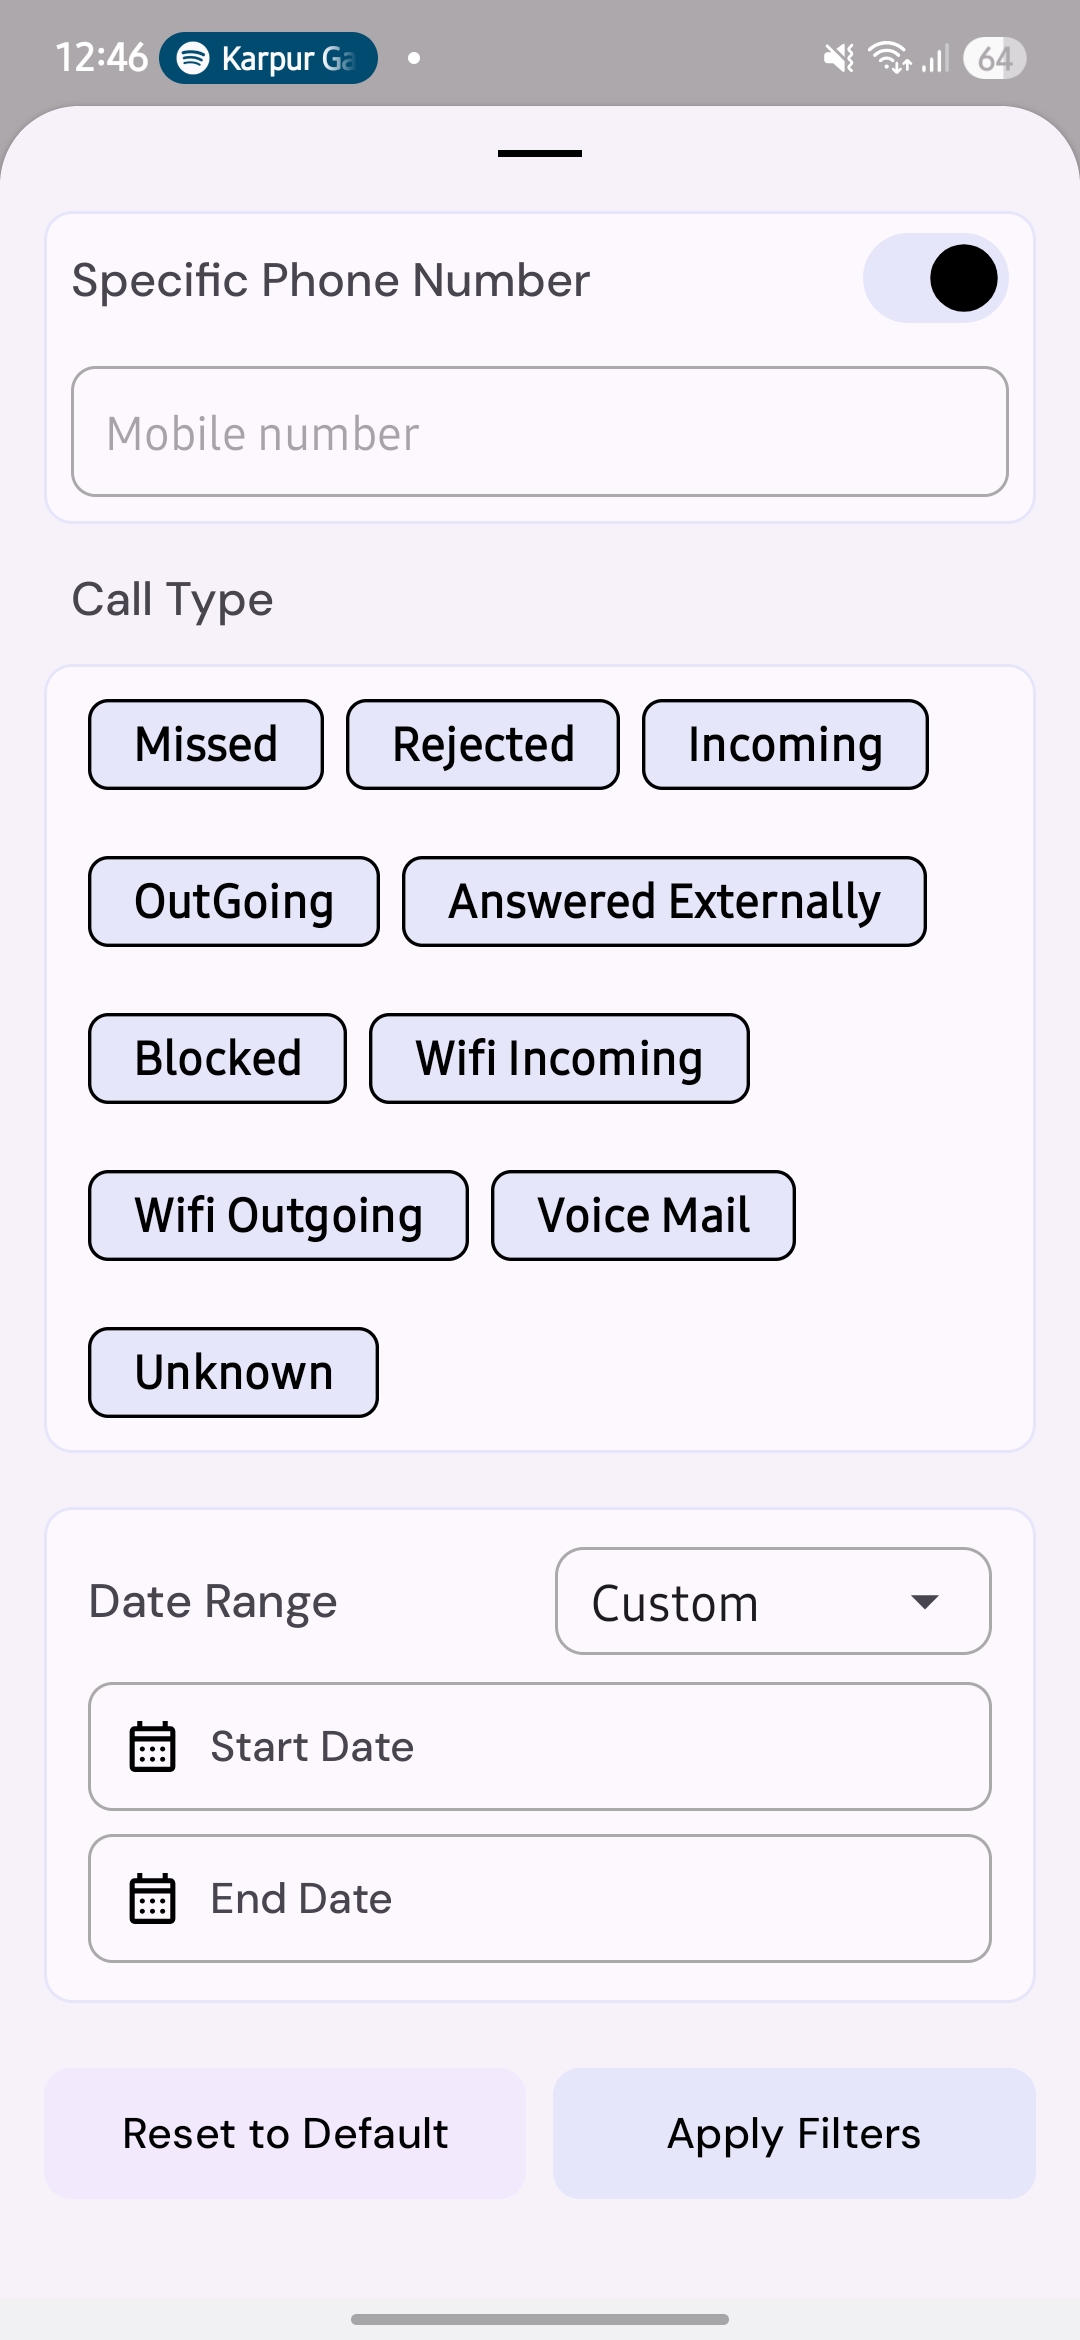 12:46 Karpur Ga 64
Specific Phone Number
Mobile number
Call Type
Missed Rejected Incoming
OutGoing Answered Externally
Blocked Wifi Incoming
Wifi Outgoing Voice Mail
Unknown
Date Range Custom
Start Date
End Date
Reset to Default Apply Filters